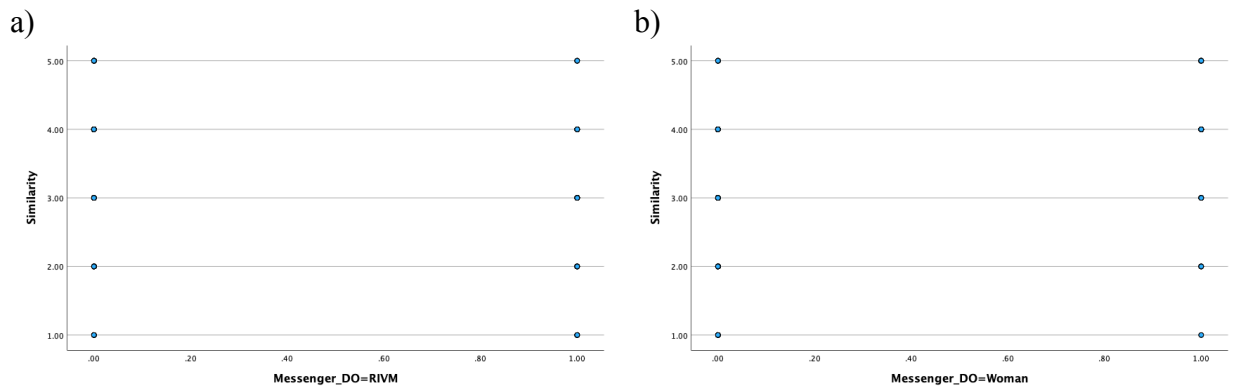 a)
5.00
4.00
3.00
2.00
1.00
Similarity
.00 .20 .40 .60 .80 1.00
Messenger_DO=RIVM
b)
5.00
4.00
3.00
2.00
1.00
Similarity
.00 .20 .40 .60 .80 1.00
Messenger_DO=Woman